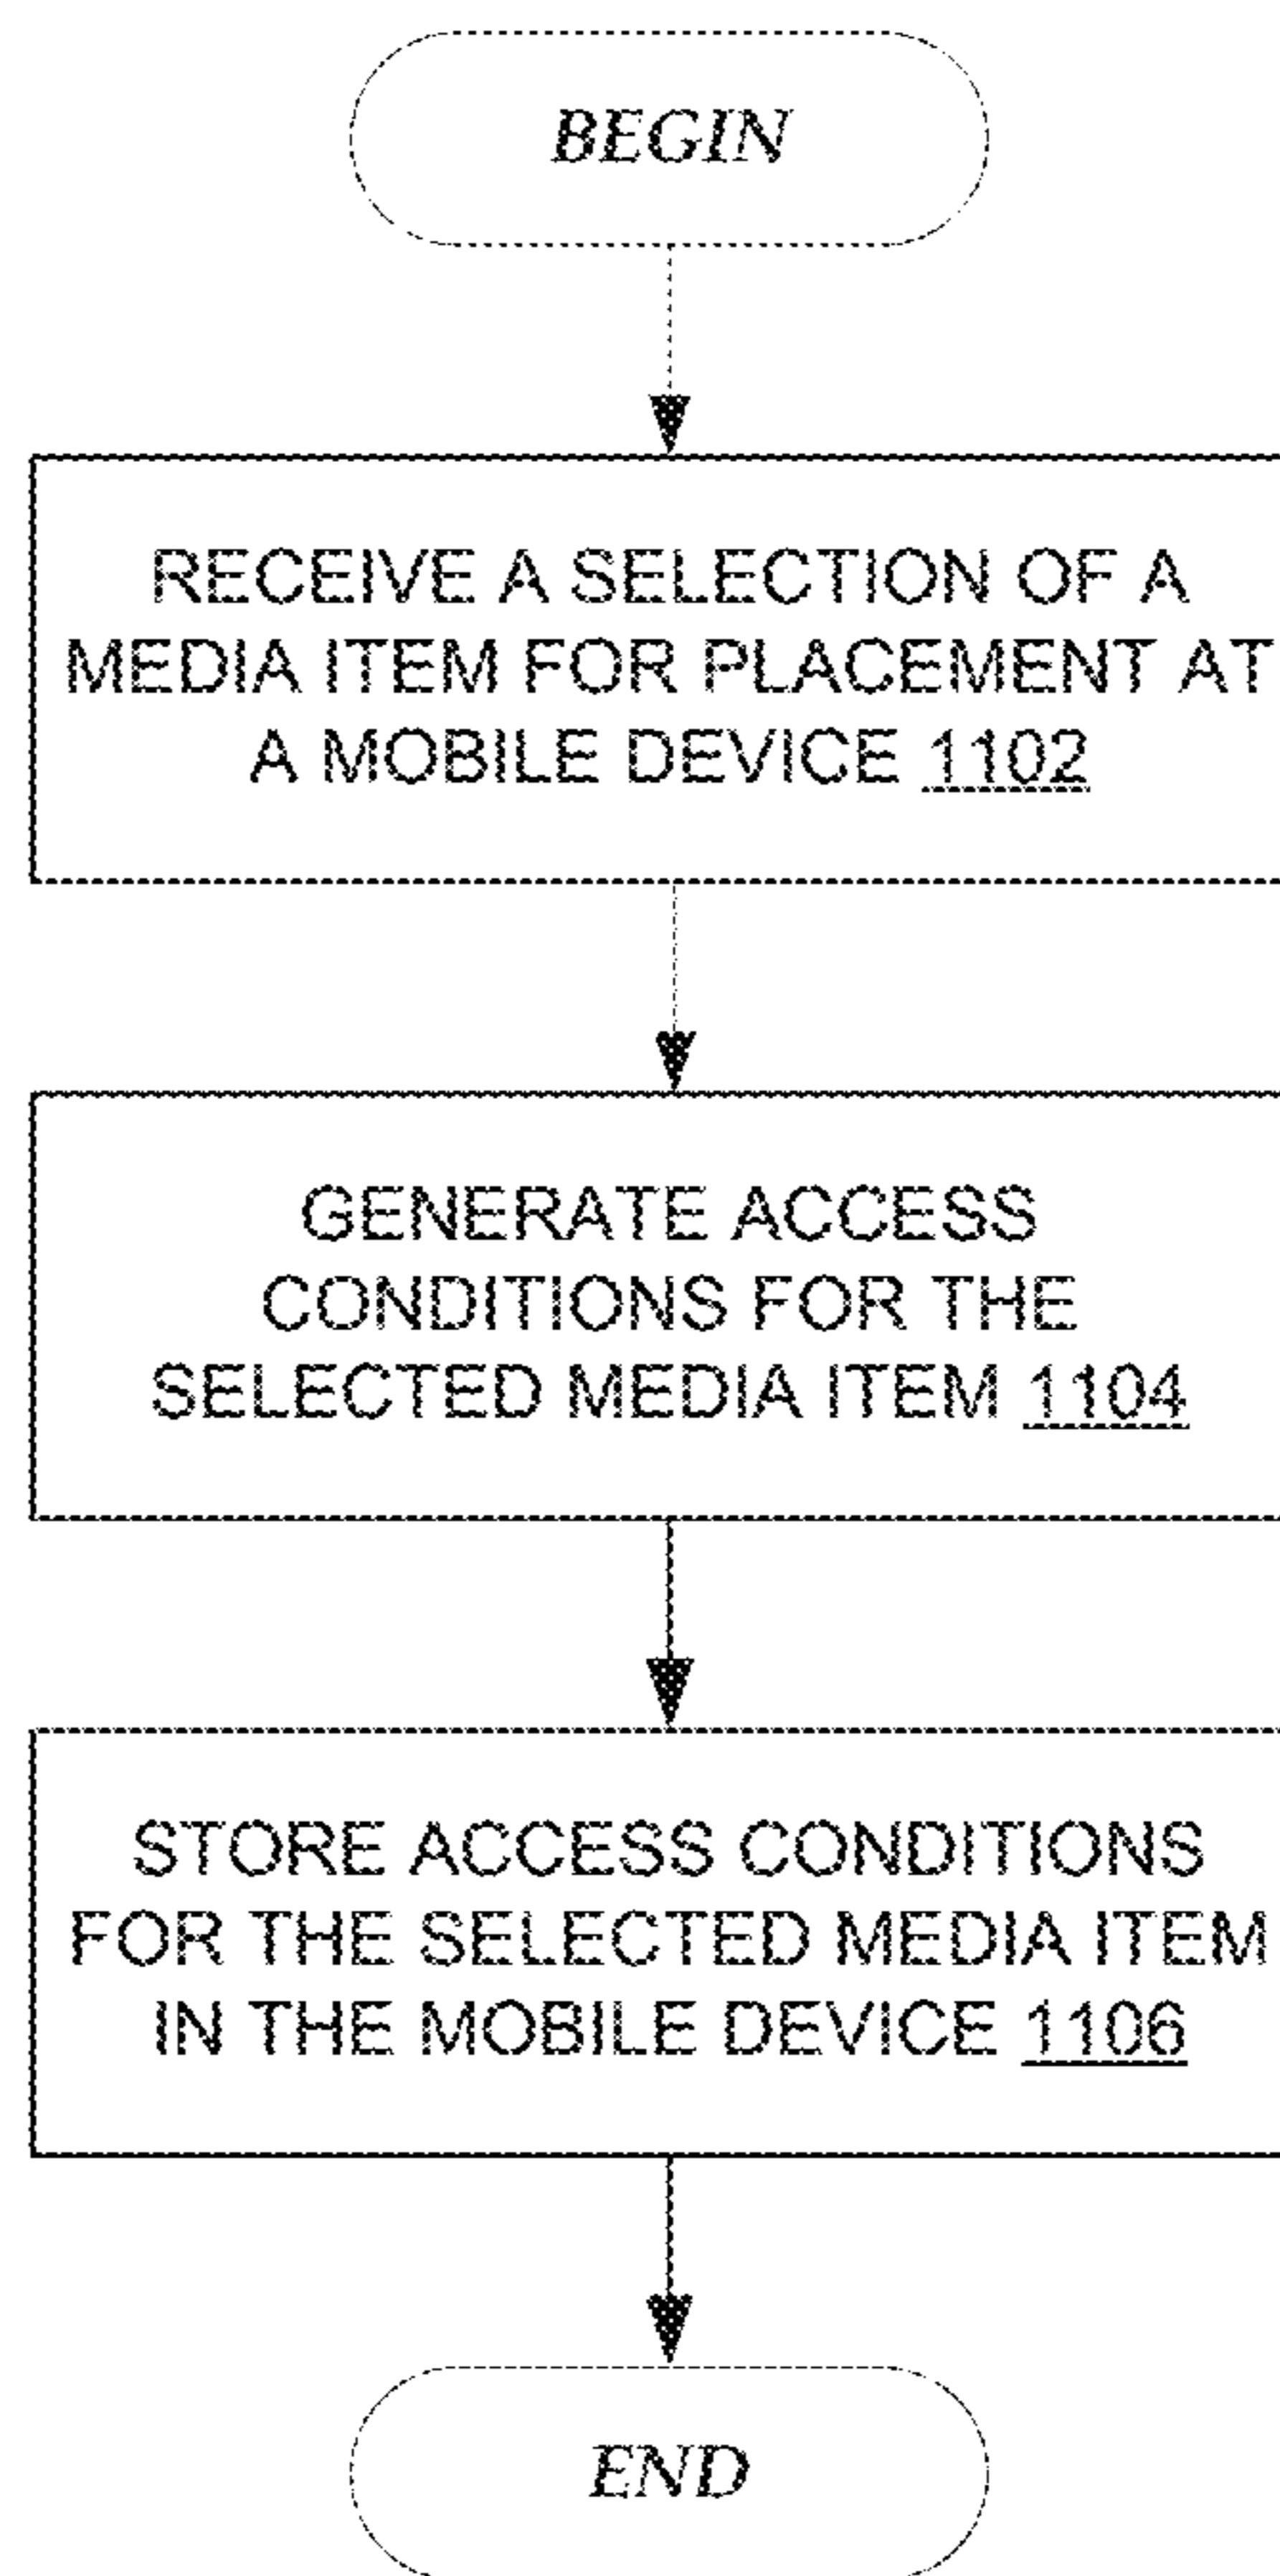 BEGIN
RECEIVE A SELECTION OF A
MEDIA ITEM FOR PLACEMENT AT
A MOBILE DEVICE 1102
GENERATE ACCESS
CONDITIONS FOR THE
SELECTED MEDIA ITEM 1104
STORE ACCESS CONDITIONS
FOR THE SELECTED MEDIA ITEM
IN THE MOBILE DEVICE 1106
END